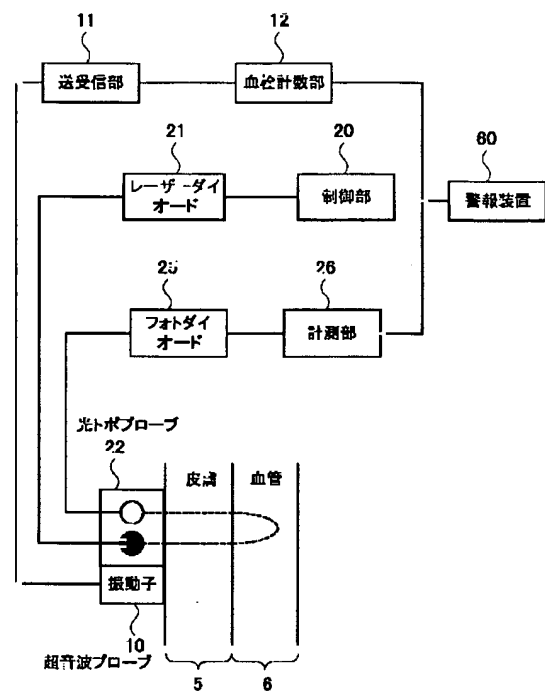 11
12
送受信部
血栓計数部
21
20
60
レーザーダイ
オード
制御部
警報装置
25
26
フォトダイ
オード
計測部
光トポプローブ
22
皮膚
血管
振動子
10
超音波プローブ
5
6